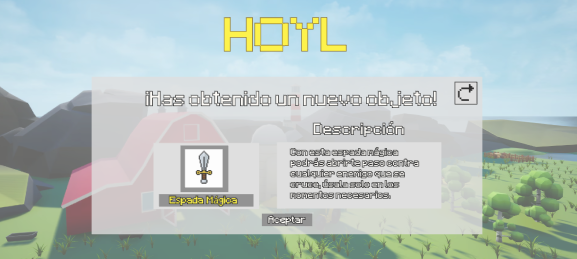 HOYL
¡Has obtenido un nuevo objeto!
Descripción
Con esta espada mágica
podrás abrirte paso contra
cualquier enemigo que se
cruce, úsala solo en los
momentos necesarios.
Espada Mágica
Aceptar